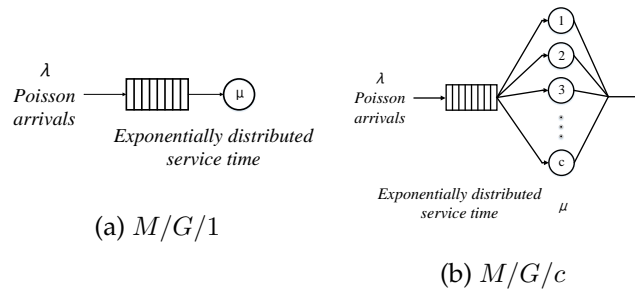 λ
Poisson
arrivals
μ
Exponentially distributed
service time
(a) M/G/1
λ
Poisson
arrivals
1
2
3
c
Exponentially distributed
service time
μ
(b) M/G/c